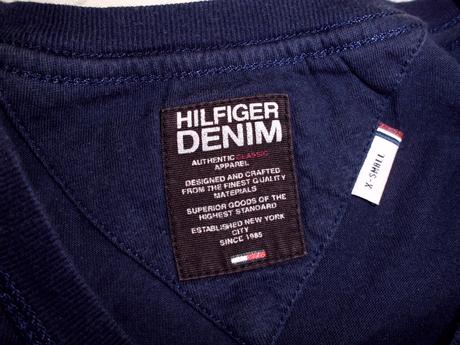 HILFIGER
DENIM
AUTHENTIC CLASSIC
APPAREL
DESIGNED AND CRAFTED
FROM THE FINEST QUALITY
MATERIALS
SUPERIOR GOODS OF THE
HIGHEST STANDARD
ESTABLISHED NEW YORK
CITY
SINCE 1985
X-SMALL